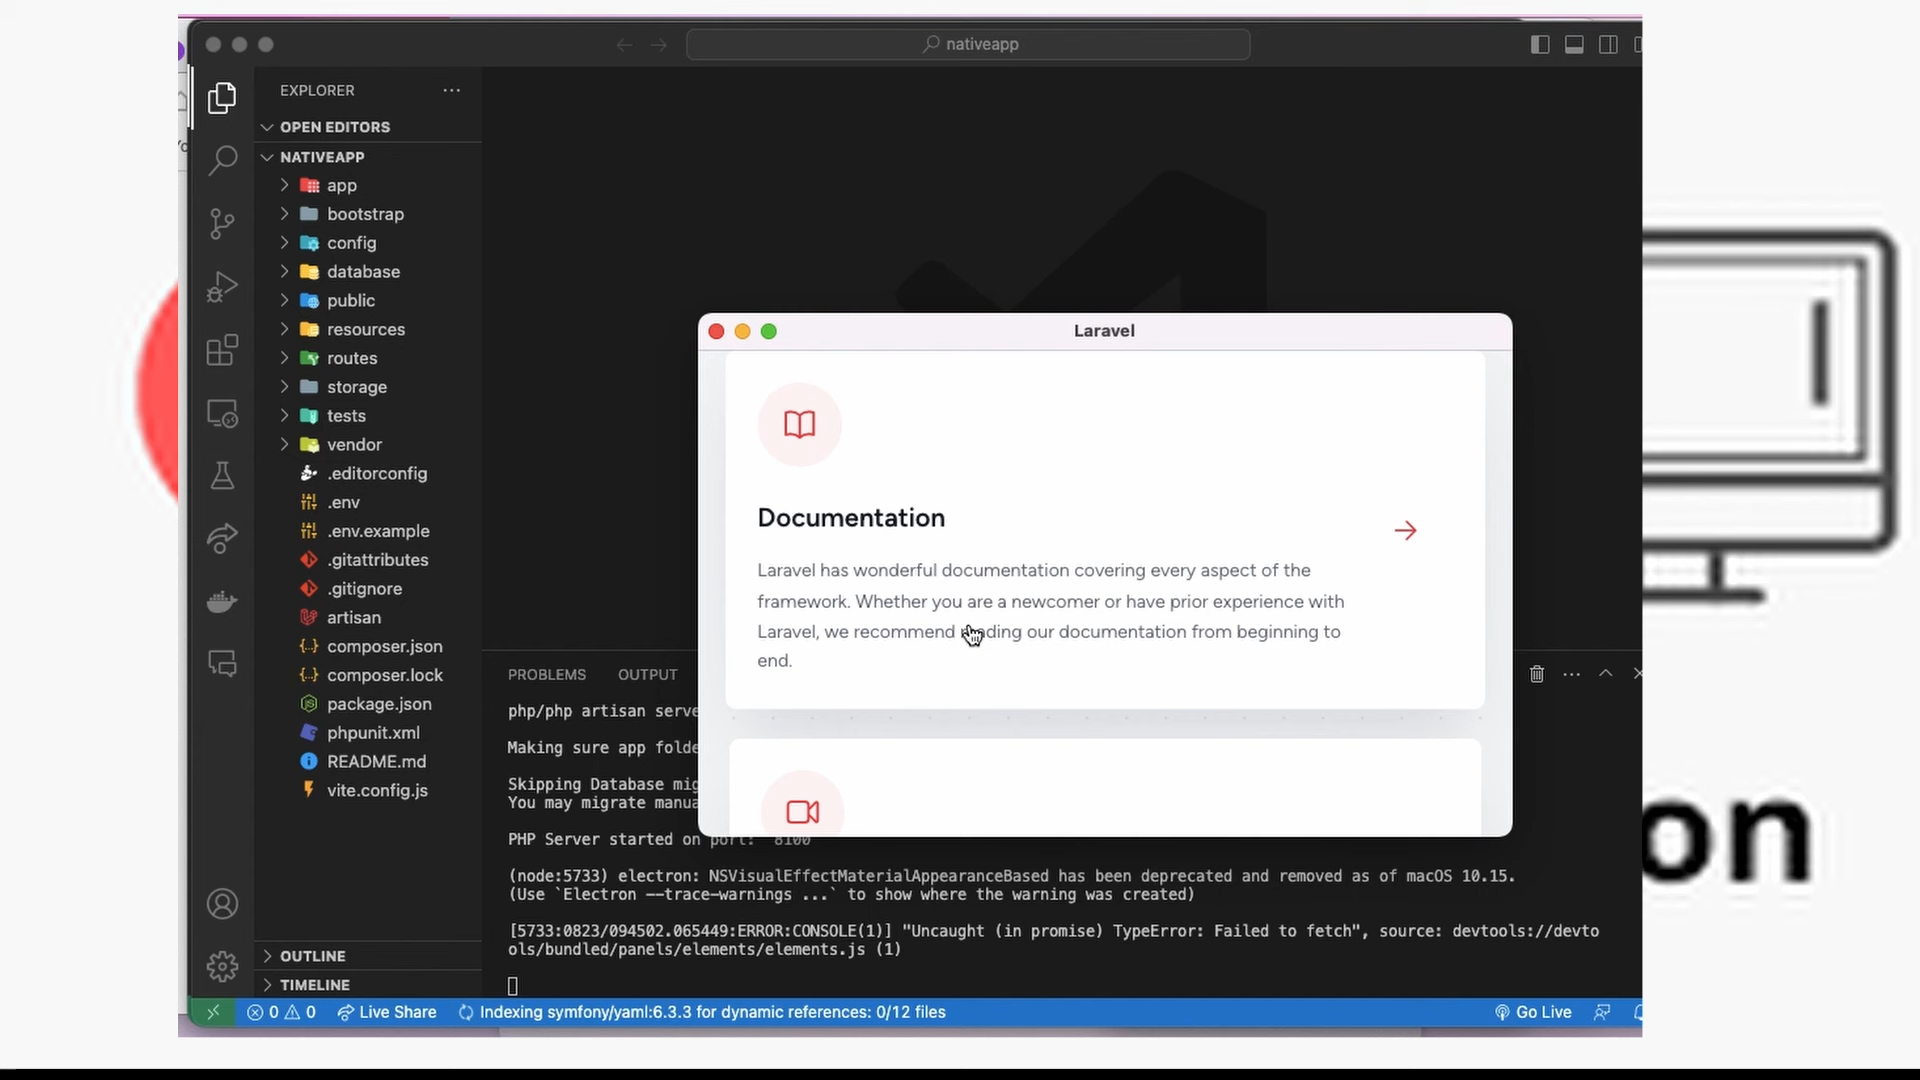 nativeapp
EXPLORER
OPEN EDITORS
NATIVEAPP
app
bootstrap
config
database
public
resources
routes
storage
tests
vendor
.editorconfig
.env
.env.example
.gitattributes
.gitignore
artisan
composer.json
composer.lock
package.json
phpunit.xml
README.md
vite.config.js
OUTLINE
TIMELINE
Laravel
Documentation
Laravel has wonderful documentation covering every aspect of the
framework. Whether you are a newcomer or have prior experience with
Laravel, we recommend reading our documentation from beginning to
end.
PROBLEMS OUTPUT
php/php artisan serve
Making sure app folde
Skipping Database mig
You may migrate manua
PHP Server started on port: 8100
(node:5733) electron: NSVisualEffectMaterialAppearanceBased has been deprecated and removed as of macOS 10.15.
(Use `Electron --trace-warnings ...` to show where the warning was created)
[5733:0823/094502.065449:ERROR:CONSOLE(1)] "Uncaught (in promise) TypeError: Failed to fetch", source: devtools://devto
ols/bundled/panels/elements/elements.js (1)
0 0 Live Share Indexing symfony/yaml:6.3.3 for dynamic references: 0/12 files Go Live
on